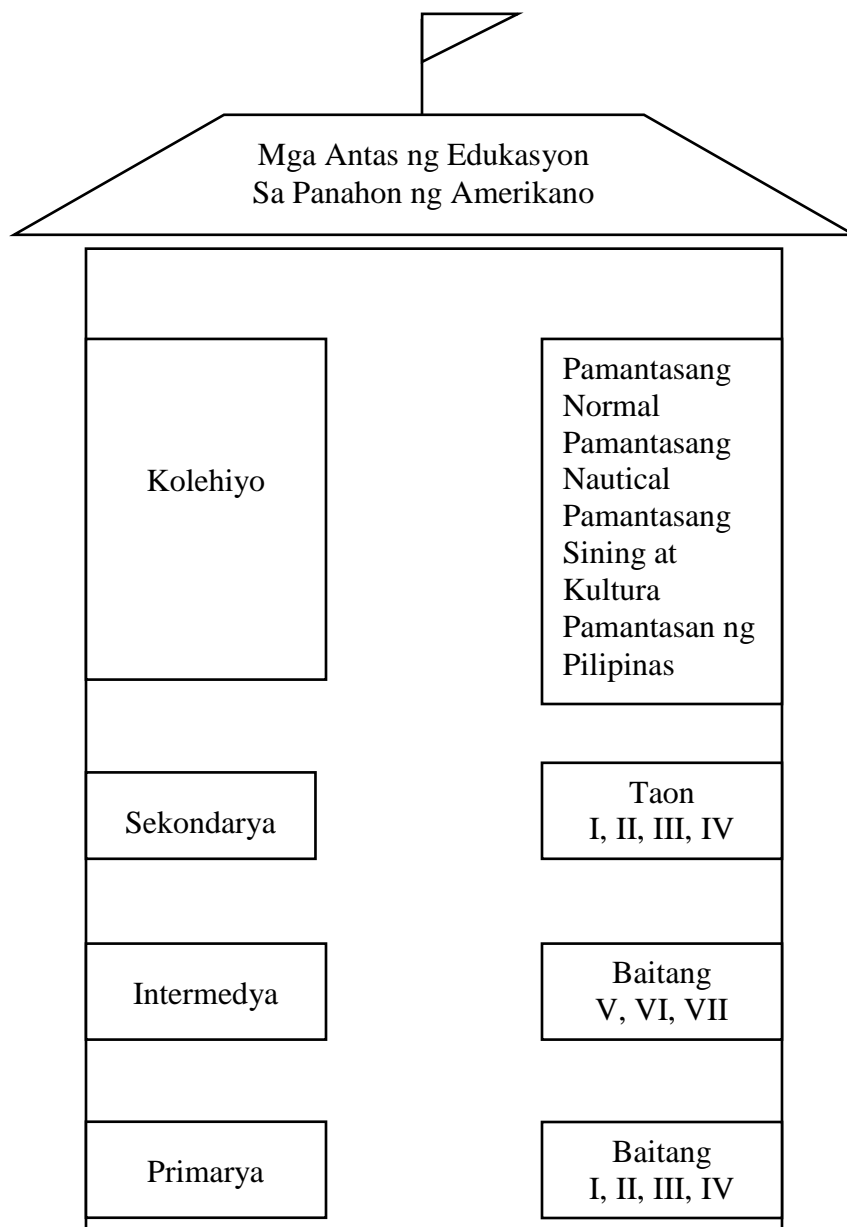 Mga Antas ng Edukasyon
Sa Panahon ng Amerikano
Kolehiyo
Pamantasang
Normal
Pamantasang
Nautical
Pamantasang
Sining at
Kultura
Pamantasan ng
Pilipinas
Sekondarya
Taon
I, II, III, IV
Intermedya
Baitang
V, VI, VII
Primarya
Baitang
I, II, III, IV